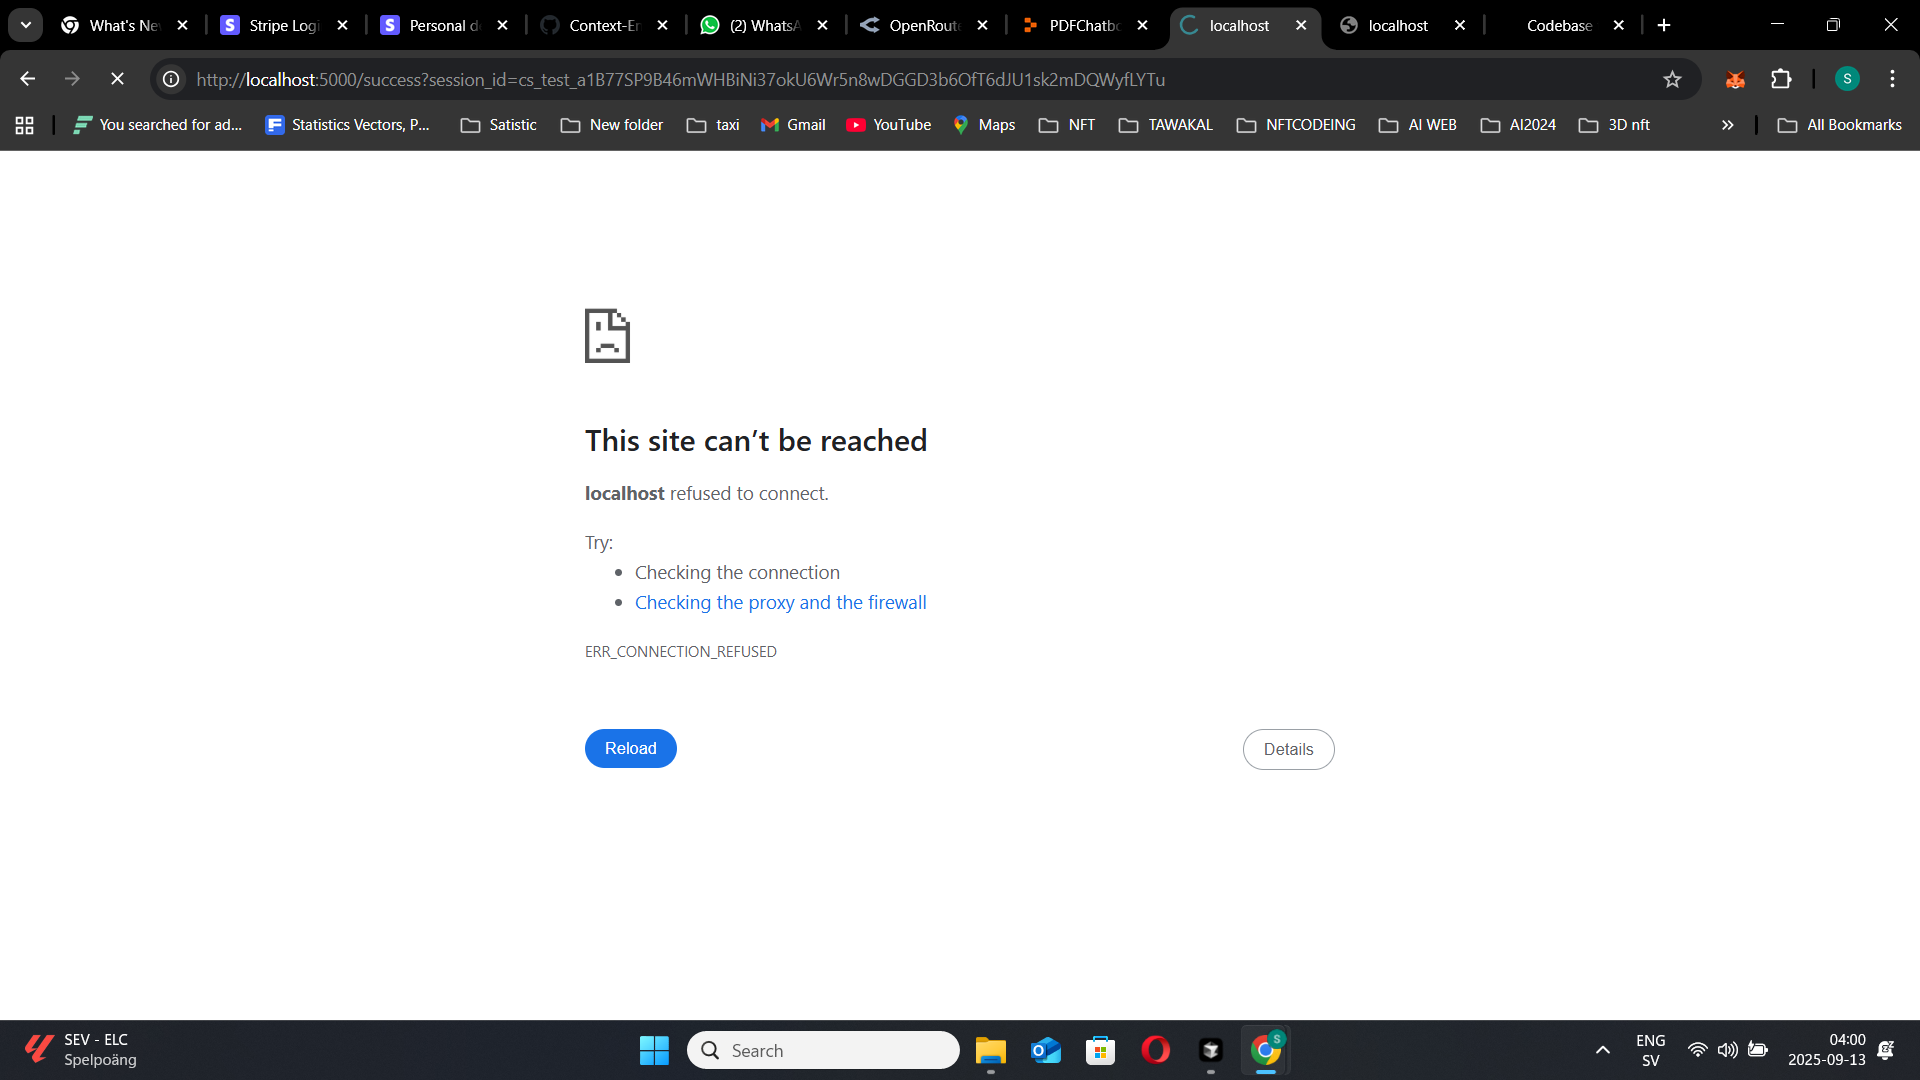 What's Ne
Stripe Logi
Personal d
Context-En
(2) WhatsA
OpenRoute
PDFChatbo
localhost
localhost
Codebase
http://localhost:5000/success?session_id=cs_test_a1B77SP9B46mWHBiNi37okU6Wr5n8wDGGD3b6OfT6dJU1sk2mDQWyfLYTu
S
You searched for ad...
Statistics Vectors, P...
Satistic
New folder
taxi
Gmail
YouTube
Maps
NFT
TAWAKAL
NFTCODEING
AI WEB
AI2024
3D nft
All Bookmarks
This site can’t be reached
localhost refused to connect.
Try:
Checking the connection
Checking the proxy and the firewall
ERR_CONNECTION_REFUSED
Reload
Details
SEV - ELC
Spelpoäng
Search
ENG
SV
04:00
2025-09-13